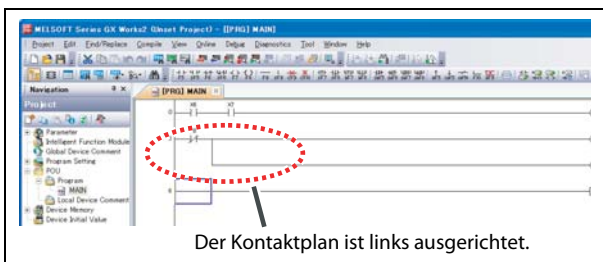 MELSOFT Series GX Works2 (Unset Project) - [[PRG] MAIN]
Project Edit Find/Replace Compile View Online Debug Diagnostics Tool Window Help
Navigation
[PRG] MAIN
Project
Parameter
Intelligent Function Module
Global Device Comment
Program Setting
POU
Program
MAIN
Local Device Comment
Device Memory
Device Initial Value
X6 X7
0
Der Kontaktplan ist links ausgerichtet.